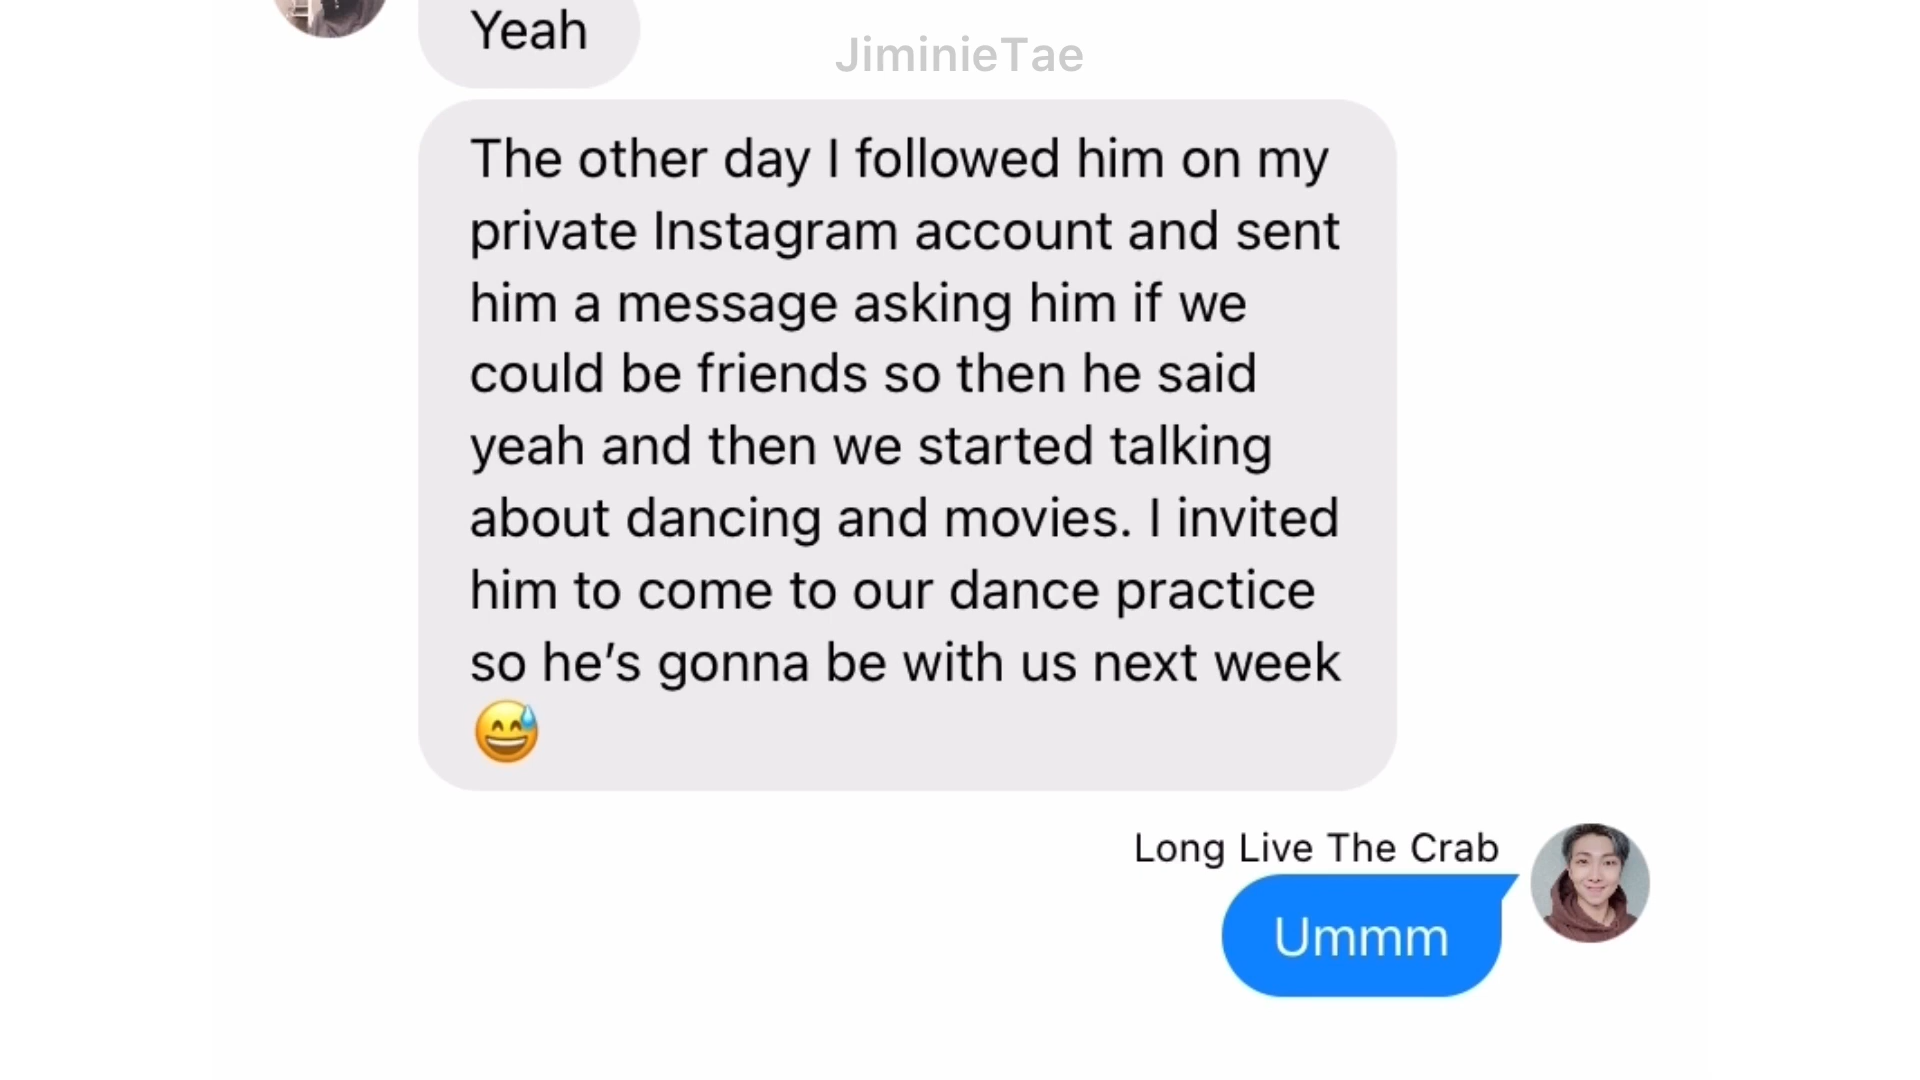 Yeah
JiminieTae
The other day I followed him on my
private Instagram account and sent
him a message asking him if we
could be friends so then he said
yeah and then we started talking
about dancing and movies. I invited
him to come to our dance practice
so he’s gonna be with us next week
😅
Long Live The Crab
Ummm